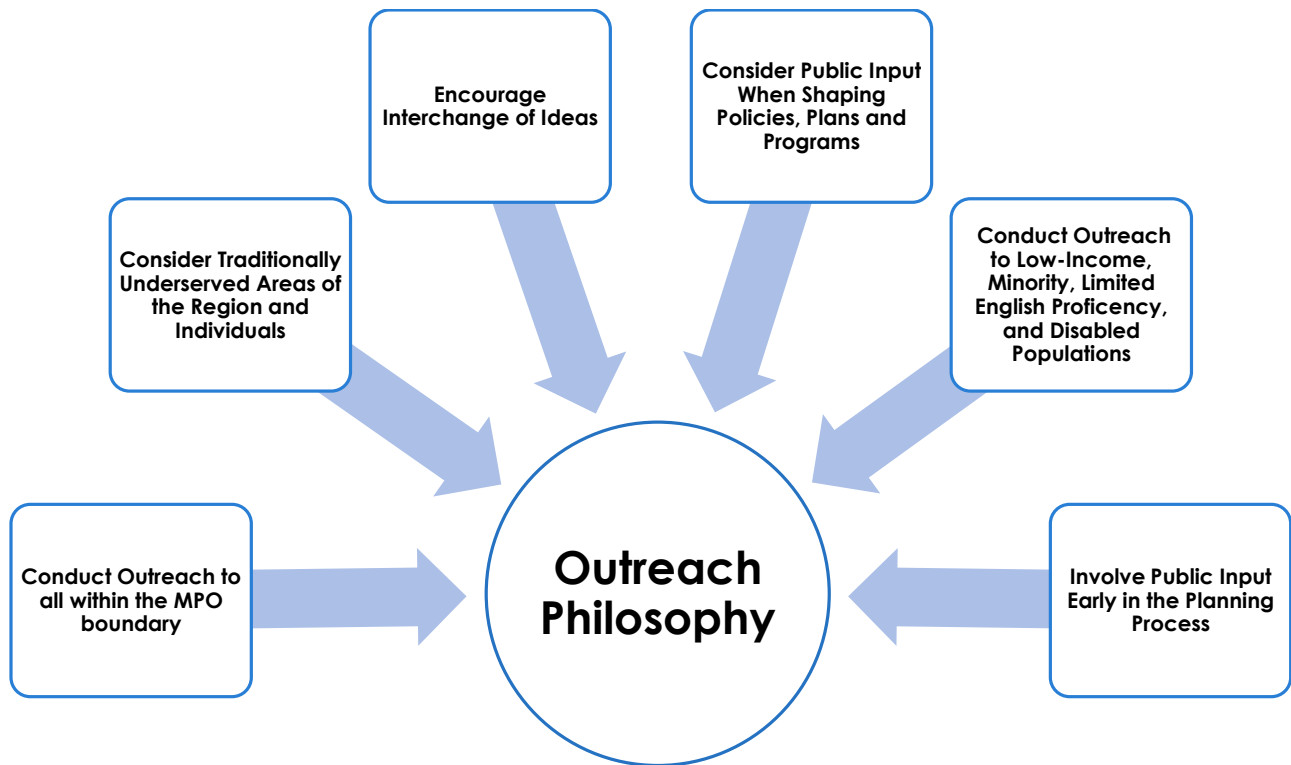 Encourage
Interchange of Ideas
Consider Public Input
When Shaping
Policies, Plans and
Programs
Consider Traditionally
Underserved Areas of
the Region and
Individuals
Conduct Outreach
to Low-Income,
Minority, Limited
English Proficency,
and Disabled
Populations
Conduct Outreach to
all within the MPO
boundary
Outreach
Philosophy
Involve Public Input
Early in the Planning
Process